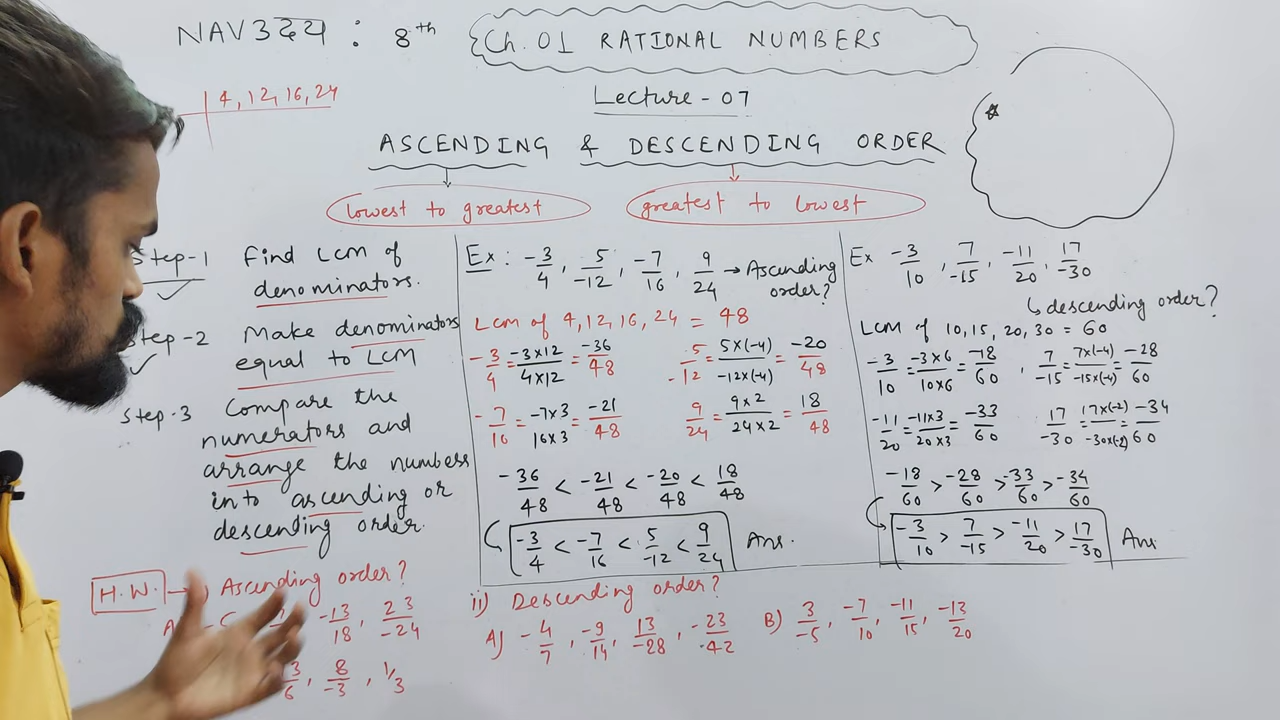 NAV3224 : 8th Ch. 01 RATIONAL NUMBERS
4, 12, 16, 24
Lecture - 07
ASCENDING & DESCENDING ORDER
lowest to greatest
greatest to lowest
Step-1 Find LCM of
denominators.
Step-2 Make denominators
equal to LCM
Step-3 Compare the
numerators and
arrange the numbers
into ascending or
descending order.
Ex : -3/4, 5/-12, -7/16, 9/24 → Ascending
order?
LCM of 4, 12, 16, 24 = 48
-3/4 = -3×12/4×12 = -36/48 5/-12 = 5×(-4)/-12×(-4) = -20/48
-7/16 = -7×3/16×3 = -21/48 9/24 = 9×2/24×2 = 18/48
-36/48 < -21/48 < -20/48 < 18/48
-3/4 < -7/16 < 5/-12 < 9/24 Ans.
Ex -3/10, 7/-15, -11/20, 17/-30
descending order?
LCM of 10, 15, 20, 30 = 60
-3/10 = -3×6/10×6 = -18/60, 7/-15 = 7×(-4)/-15×(-4) = -28/60
-11/20 = -11×3/20×3 = -33/60 17/-30 = 17×(-2)/-30×(-2) = -34/60
-18/60 > -28/60 > -33/60 > -34/60
-3/10 > 7/-15 > -11/20 > 17/-30 Ans
H.W. → Ascending order?
-13/18, 23/-24
8/-3, 1/3
ii) Descending order?
A) -4/7, -9/14, 13/-28, -23/42 B) 3/-5, -7/10, -11/15, -13/20